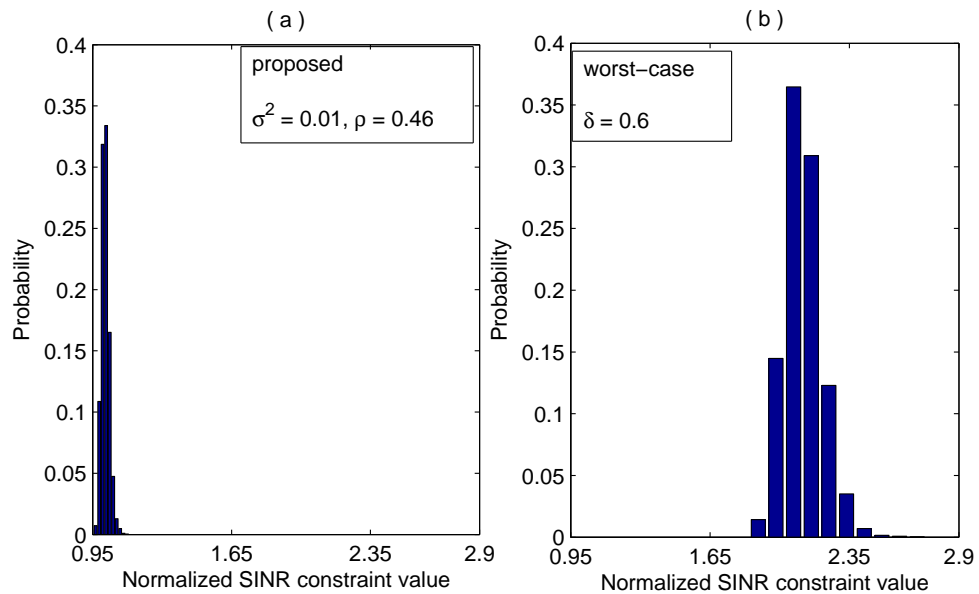 ( a )
0.4
0.35
0.3
0.25
0.2
0.15
0.1
0.05
0
Probability
proposed
σ² = 0.01, ρ = 0.46
0.95 1.65 2.35 2.9
Normalized SINR constraint value
( b )
0.4
0.35
0.3
0.25
0.2
0.15
0.1
0.05
0
Probability
worst−case
δ = 0.6
0.95 1.65 2.35 2.9
Normalized SINR constraint value